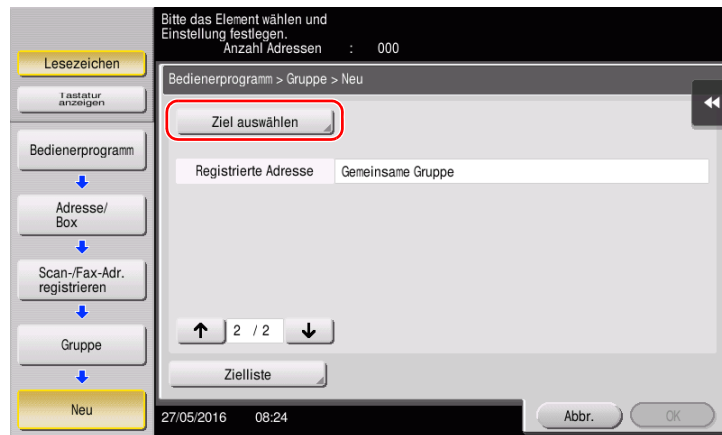 Bitte das Element wählen und
Einstellung festlegen.
Anzahl Adressen : 000
Lesezeichen
Tastatur
anzeigen
Bedienerprogramm
Adresse/
Box
Scan-/Fax-Adr.
registrieren
Gruppe
Neu
Bedienerprogramm > Gruppe > Neu
Ziel auswählen
Registrierte Adresse Gemeinsame Gruppe
2 / 2
Zielliste
27/05/2016 08:24
Abbr. OK